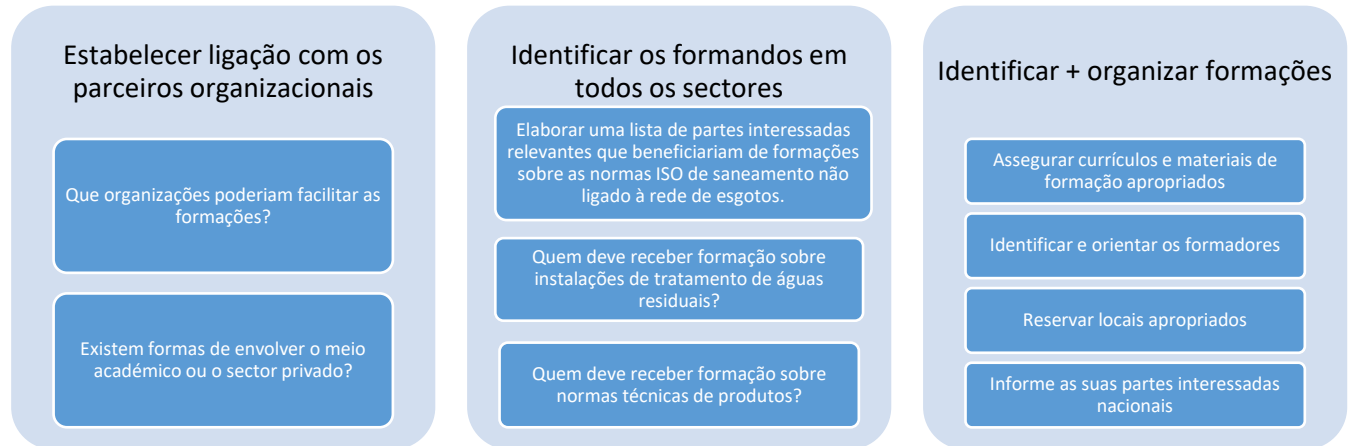 Estabelecer ligação com os
parceiros organizacionais
Que organizações poderiam facilitar as
formações?
Existem formas de envolver o meio
académico ou o sector privado?
Identificar os formandos em
todos os sectores
Elaborar uma lista de partes interessadas
relevantes que beneficiariam de formações
sobre as normas ISO de saneamento não
ligado à rede de esgotos.
Quem deve receber formação sobre
instalações de tratamento de águas
residuais?
Quem deve receber formação sobre
normas técnicas de produtos?
Identificar + organizar formações
Assegurar currículos e materiais de
formação apropriados
Identificar e orientar os formadores
Reservar locais apropriados
Informe as suas partes interessadas
nacionais